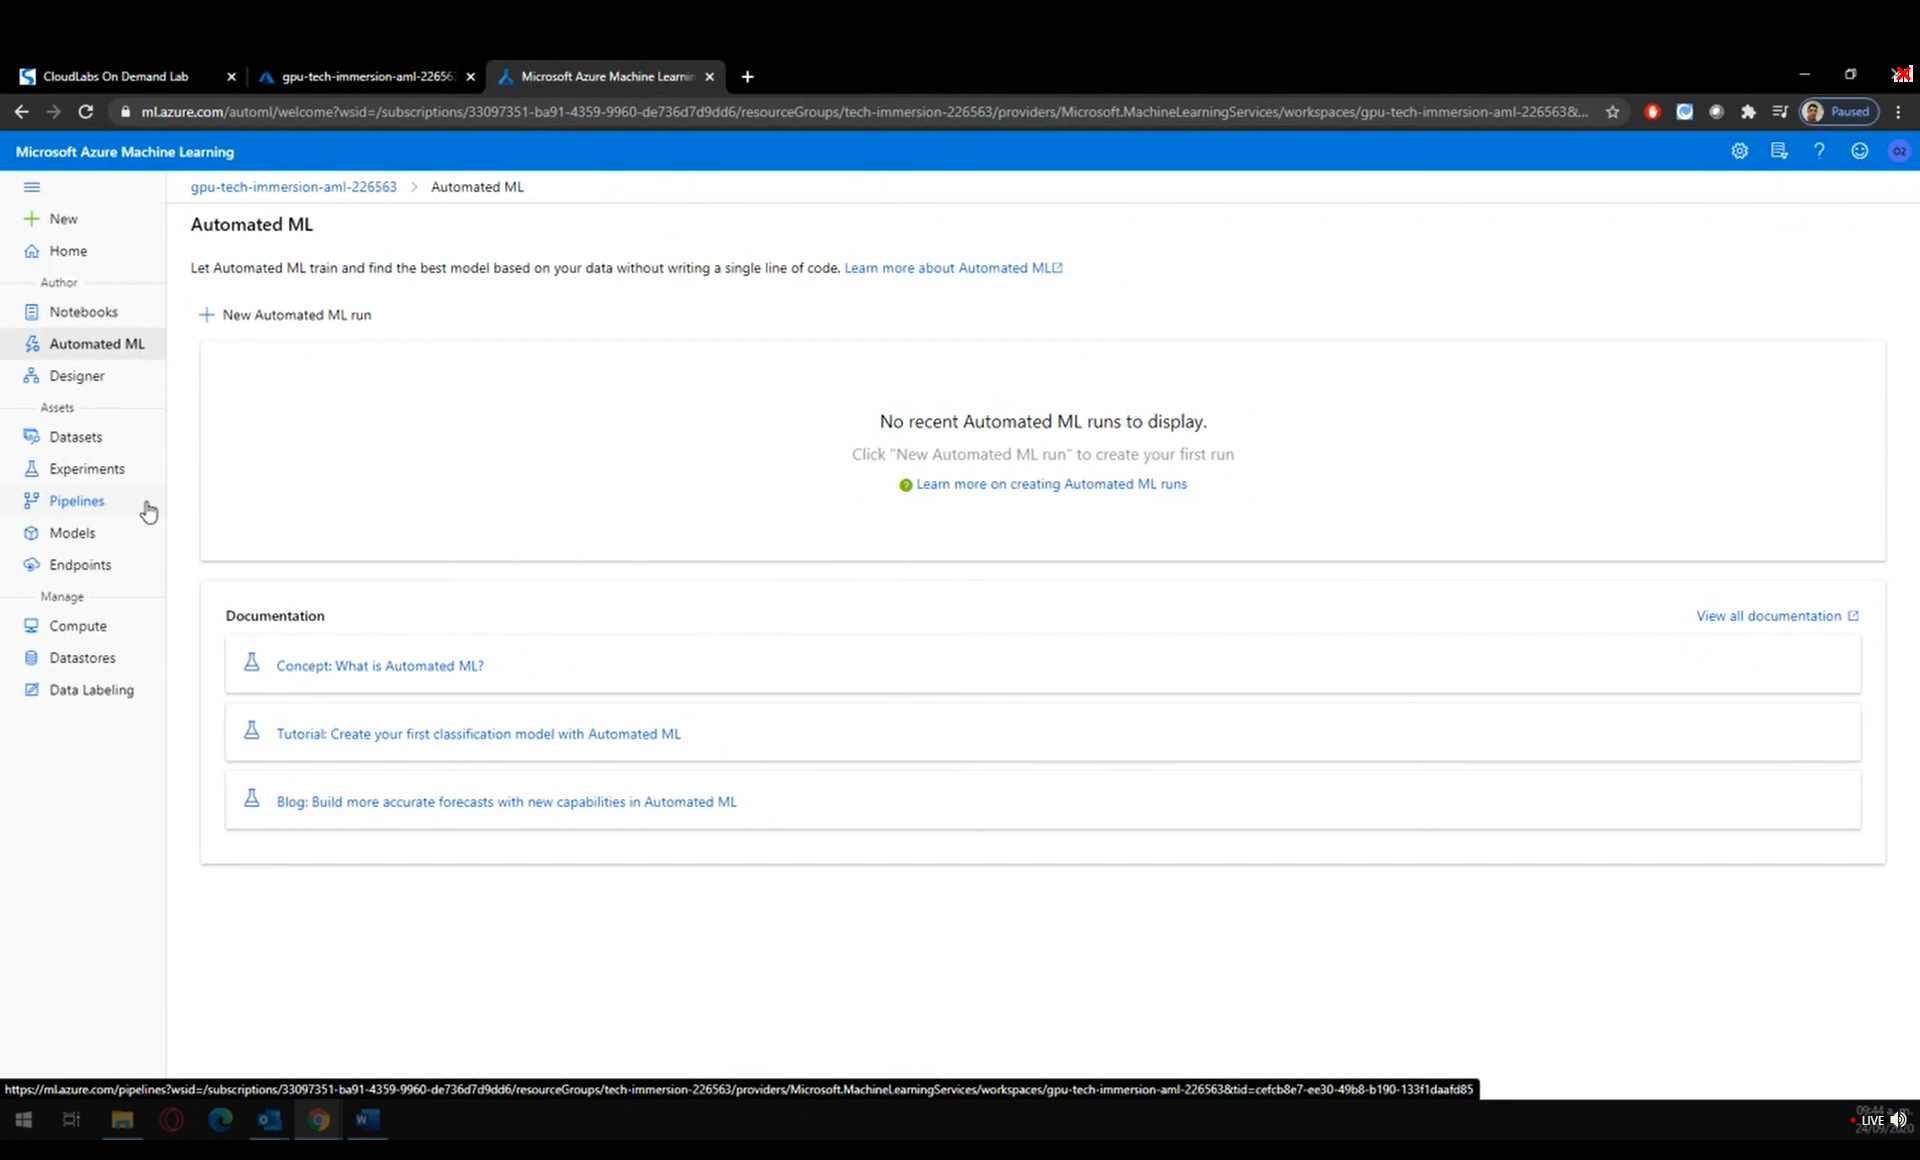 CloudLabs On Demand Lab
gpu-tech-immersion-aml-22656
Microsoft Azure Machine Learnin
ml.azure.com/automl/welcome?wsid=/subscriptions/33097351-ba91-4359-9960-de736d7d9dd6/resourceGroups/tech-immersion-226563/providers/Microsoft.MachineLearningServices/workspaces/gpu-tech-immersion-aml-226563&...
Paused
Microsoft Azure Machine Learning
OZ
gpu-tech-immersion-aml-226563 > Automated ML
New
Home
Author
Notebooks
Automated ML
Designer
Assets
Datasets
Experiments
Pipelines
Models
Endpoints
Manage
Compute
Datastores
Data Labeling
Automated ML
Let Automated ML train and find the best model based on your data without writing a single line of code. Learn more about Automated ML
New Automated ML run
No recent Automated ML runs to display.
Click "New Automated ML run" to create your first run
Learn more on creating Automated ML runs
Documentation
View all documentation
Concept: What is Automated ML?
Tutorial: Create your first classification model with Automated ML
Blog: Build more accurate forecasts with new capabilities in Automated ML
https://ml.azure.com/pipelines?wsid=/subscriptions/33097351-ba91-4359-9960-de736d7d9dd6/resourceGroups/tech-immersion-226563/providers/Microsoft.MachineLearningServices/workspaces/gpu-tech-immersion-aml-226563&tid=cefcb8e7-ee30-49b8-b190-133f1daafd85
09:44 a. m.
LIVE
24/09/2020